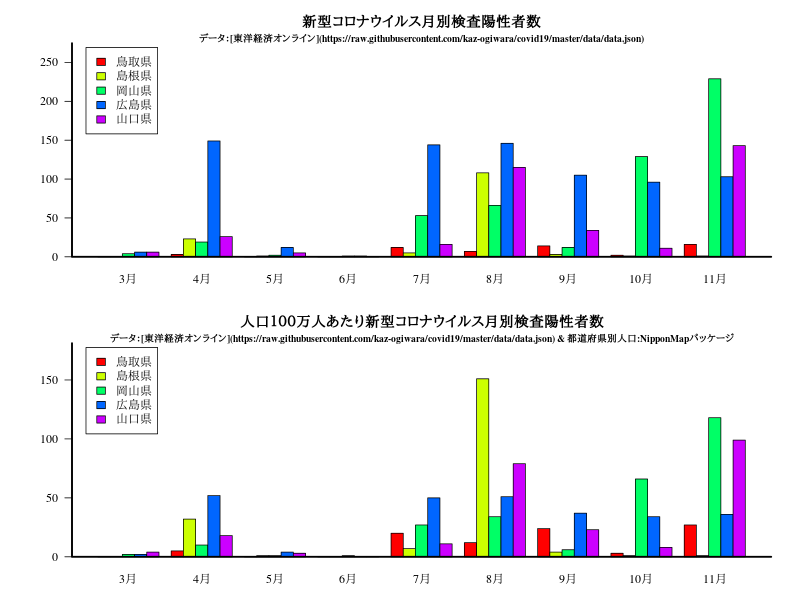 新型コロナウイルス月別検査陽性者数
データ：[東洋経済オンライン](https://raw.githubusercontent.com/kaz-ogiwara/covid19/master/data/data.json)
250
200
150
100
50
0
鳥取県
島根県
岡山県
広島県
山口県
3月 4月 5月 6月 7月 8月 9月 10月 11月
人口100万人あたり新型コロナウイルス月別検査陽性者数
データ：[東洋経済オンライン](https://raw.githubusercontent.com/kaz-ogiwara/covid19/master/data/data.json) & 都道府県別人口:NipponMapパッケージ
150
100
50
0
鳥取県
島根県
岡山県
広島県
山口県
3月 4月 5月 6月 7月 8月 9月 10月 11月